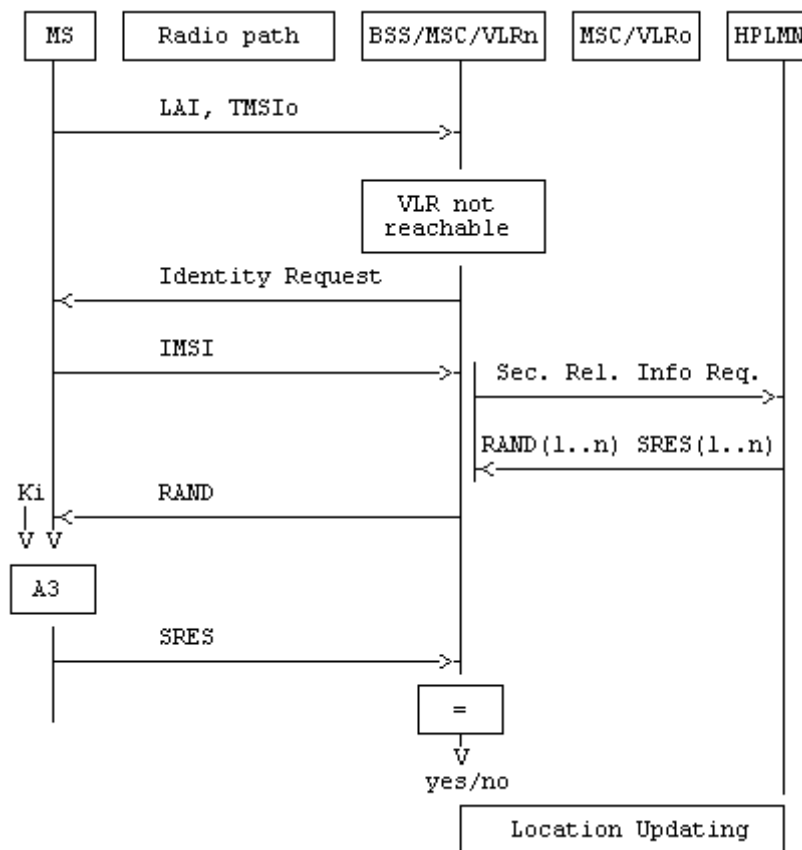 MS
Radio path
BSS/MSC/VLRn
MSC/VLRo
HPLMN
LAI, TMSIo
VLR not
reachable
Identity Request
IMSI
Sec. Rel. Info Req.
RAND(1..n) SRES(1..n)
Ki
RAND
V V
A3
SRES
=
V
yes/no
Location Updating